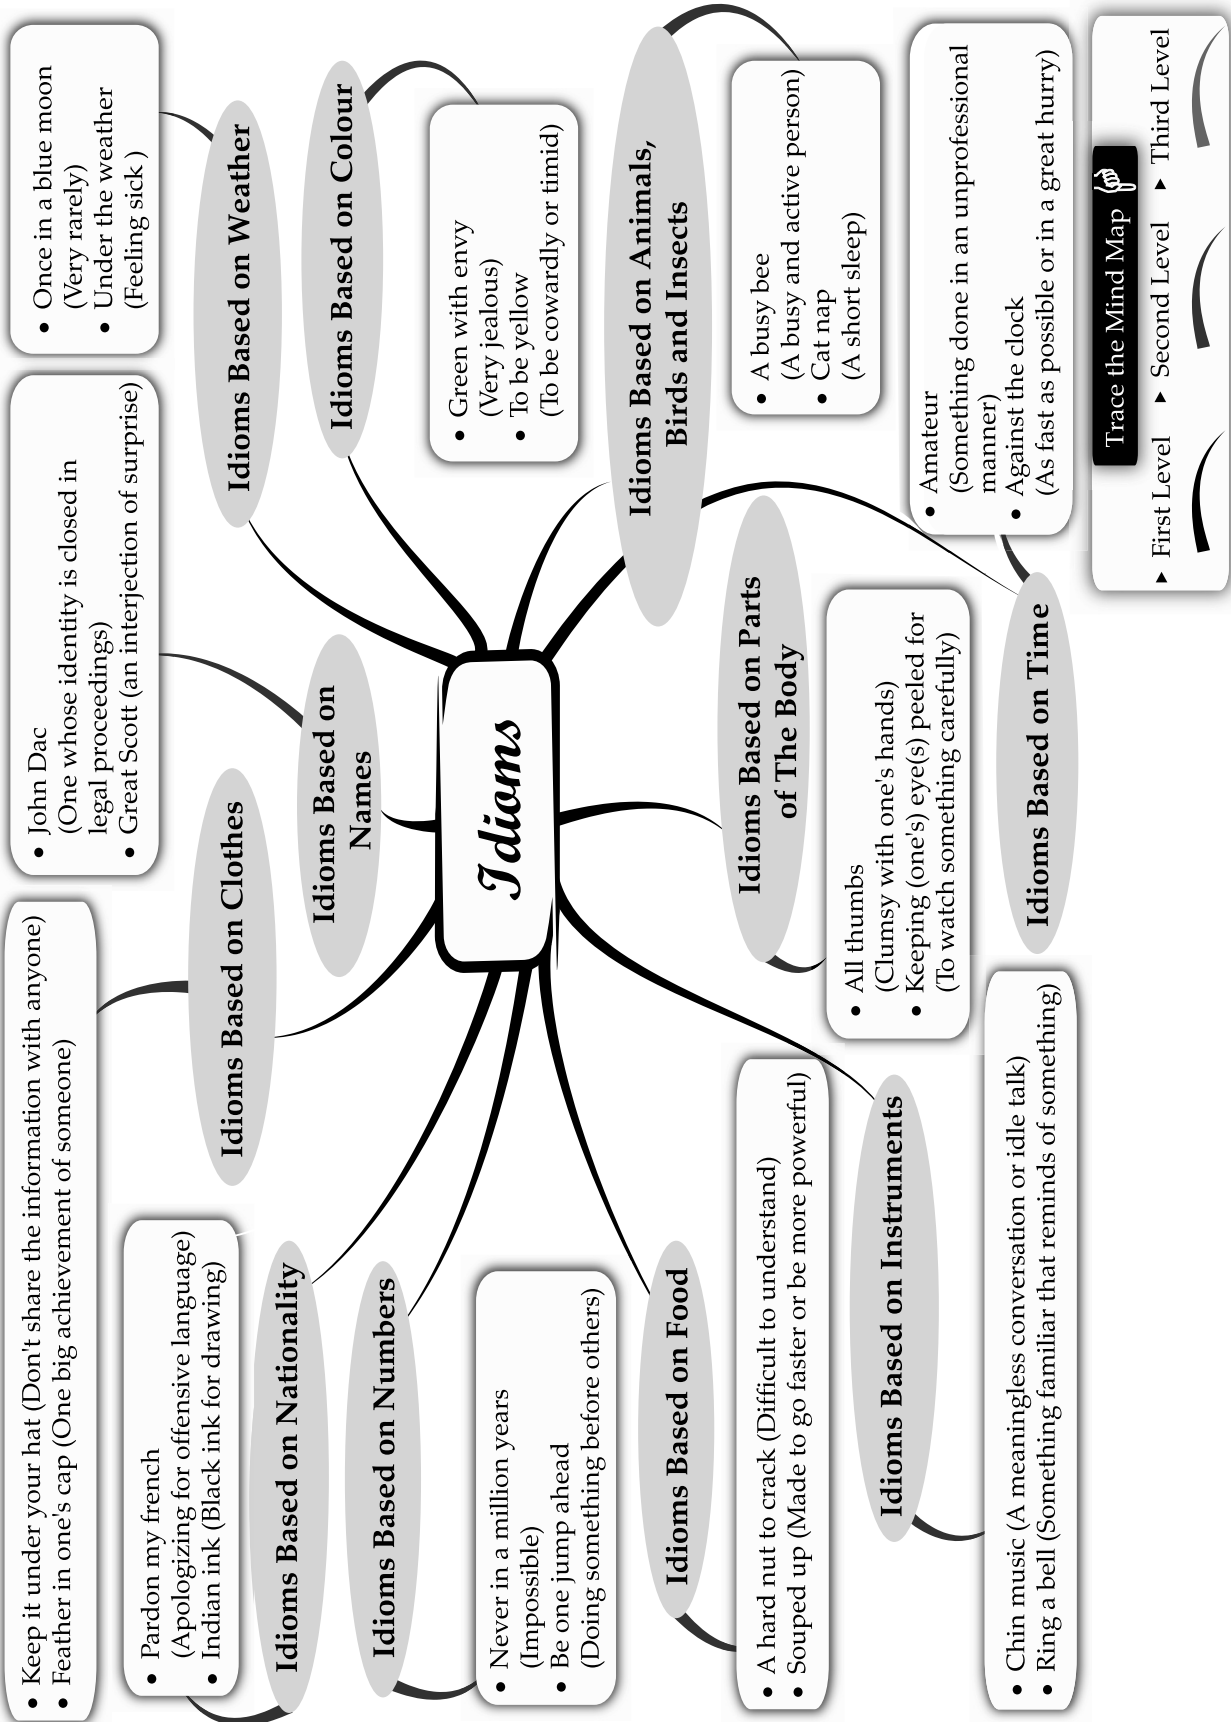 Idioms
Idioms Based on Clothes
• Keep it under your hat (Don't share the information with anyone)
• Feather in one's cap (One big achievement of someone)
Idioms Based on
Names
• John Dac
(One whose identity is closed in
legal proceedings)
• Great Scott (an interjection of surprise)
Idioms Based on Weather
• Once in a blue moon
(Very rarely)
• Under the weather
(Feeling sick )
Idioms Based on Colour
• Green with envy
(Very jealous)
• To be yellow
(To be cowardly or timid)
Idioms Based on Animals,
Birds and Insects
• A busy bee
(A busy and active person)
• Cat nap
(A short sleep)
Idioms Based on Time
• Amateur
(Something done in an unprofessional
manner)
• Against the clock
(As fast as possible or in a great hurry)
Idioms Based on Parts
of The Body
• All thumbs
(Clumsy with one's hands)
• Keeping (one's) eye(s) peeled for
(To watch something carefully)
Idioms Based on Instruments
• Chin music (A meaningless conversation or idle talk)
• Ring a bell (Something familiar that reminds of something)
Idioms Based on Food
• A hard nut to crack (Difficult to understand)
• Souped up (Made to go faster or be more powerful)
Idioms Based on Numbers
• Never in a million years
(Impossible)
• Be one jump ahead
(Doing something before others)
Idioms Based on Nationality
• Pardon my french
(Apologizing for offensive language)
• Indian ink (Black ink for drawing)
Trace the Mind Map
▸ First Level ▸ Second Level ▸ Third Level